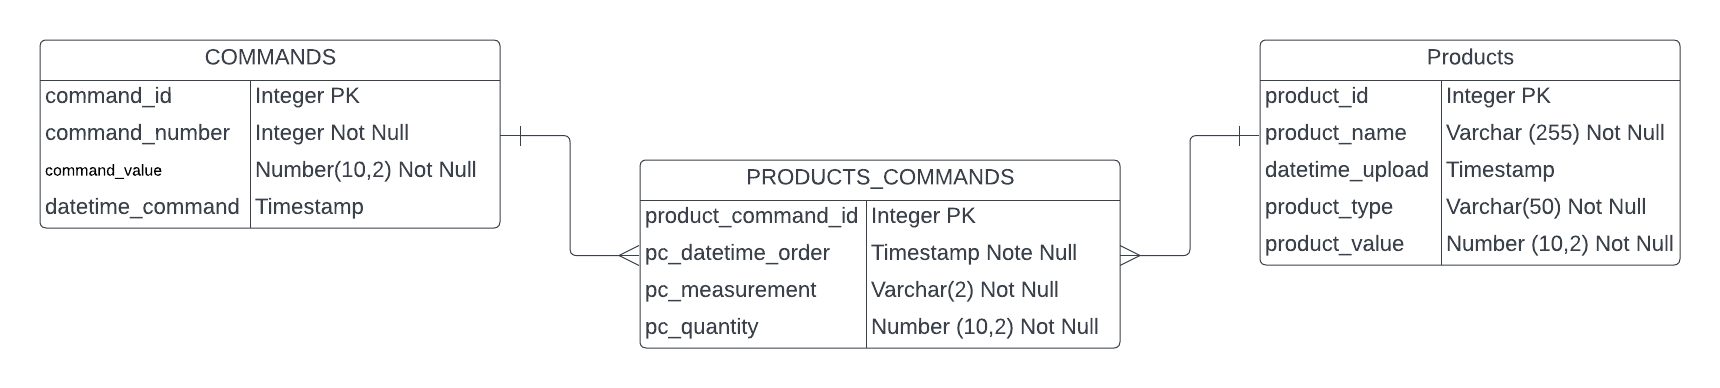 COMMANDS
command_id Integer PK
command_number Integer Not Null
command_value Number(10,2) Not Null
datetime_command Timestamp
PRODUCTS_COMMANDS
product_command_id Integer PK
pc_datetime_order Timestamp Note Null
pc_measurement Varchar(2) Not Null
pc_quantity Number (10,2) Not Null
Products
product_id Integer PK
product_name Varchar (255) Not Null
datetime_upload Timestamp
product_type Varchar(50) Not Null
product_value Number (10,2) Not Null